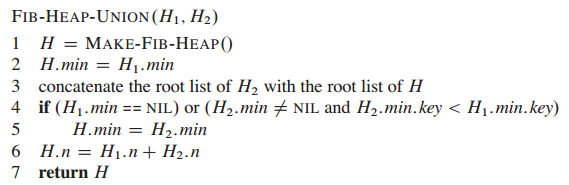 FIB-HEAP-UNION(H₁, H₂)
1 H = MAKE-FIB-HEAP()
2 H.min = H₁.min
3 concatenate the root list of H₂ with the root list of H
4 if (H₁.min == NIL) or (H₂.min ≠ NIL and H₂.min.key < H₁.min.key)
5 H.min = H₂.min
6 H.n = H₁.n + H₂.n
7 return H